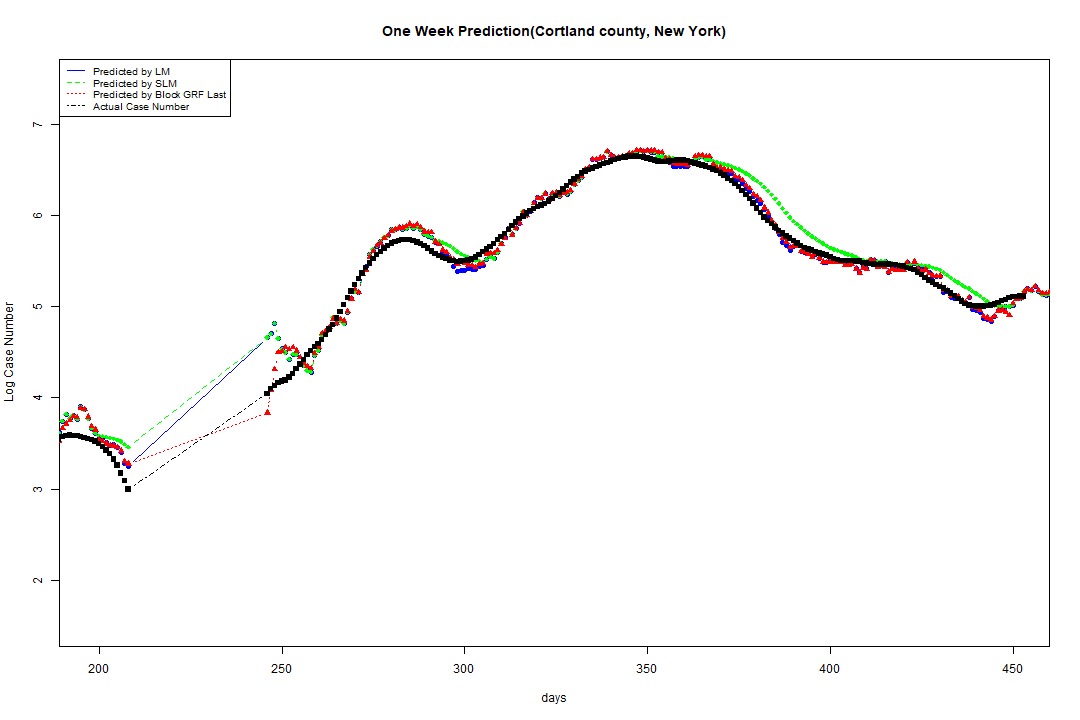 One Week Prediction(Cortland county, New York)
Predicted by LM
Predicted by SLM
Predicted by Block GRF Last
Actual Case Number
Log Case Number
7
6
5
4
3
2
200 250 300 350 400 450
days